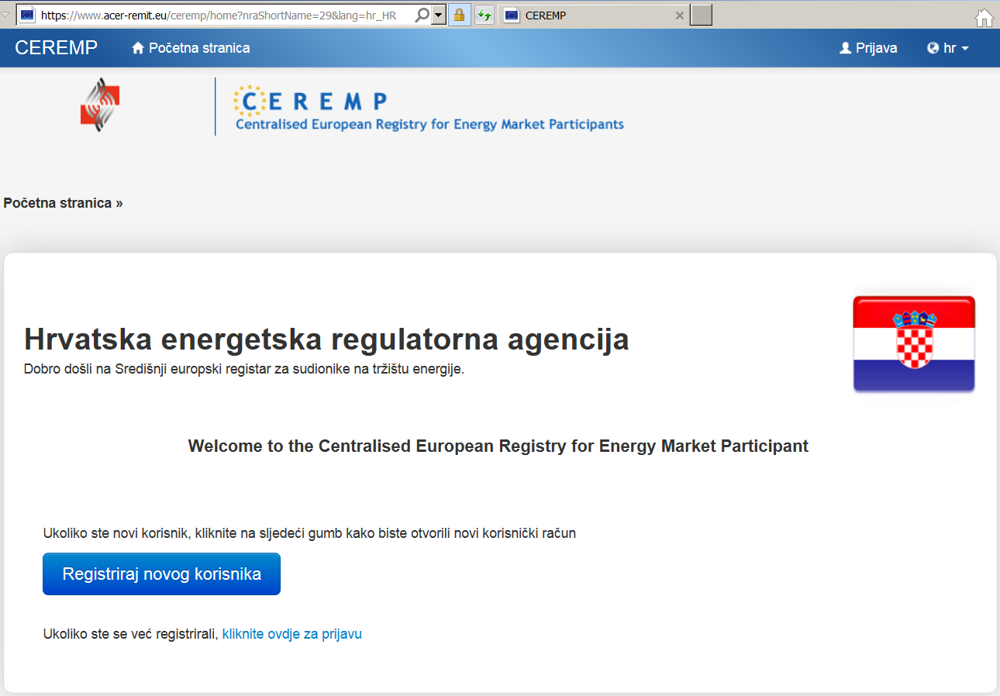 https://www.acer-remit.eu/ceremp/home?nraShortName=29&lang=hr_HR
CEREMP
CEREMP
Početna stranica
Prijava
hr
CEREMP
Centralised European Registry for Energy Market Participants
Početna stranica »
Hrvatska energetska regulatorna agencija
Dobro došli na Središnji europski registar za sudionike na tržištu energije.
Welcome to the Centralised European Registry for Energy Market Participant
Ukoliko ste novi korisnik, kliknite na sljedeći gumb kako biste otvorili novi korisnički račun
Registriraj novog korisnika
Ukoliko ste se već registrirali, kliknite ovdje za prijavu